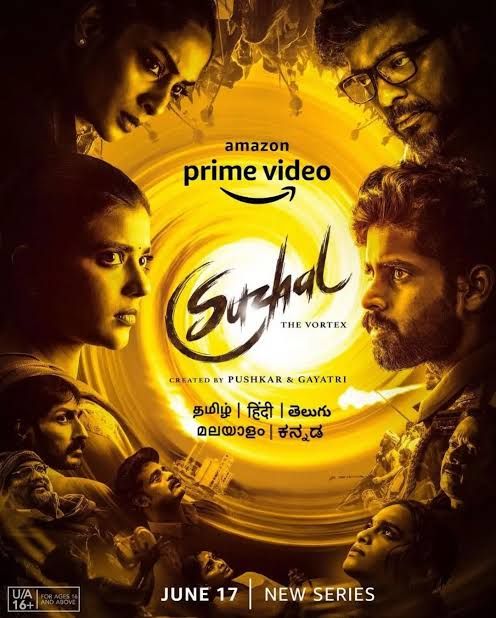 amazon
prime video
Suzhal
THE VORTEX
CREATED BY PUSHKAR & GAYATRI
தமிழ் | हिंदी | తెలుగు
മലയാളം | ಕನ್ನಡ
U/A
16+
FOR AGES 16
AND ABOVE
JUNE 17 | NEW SERIES